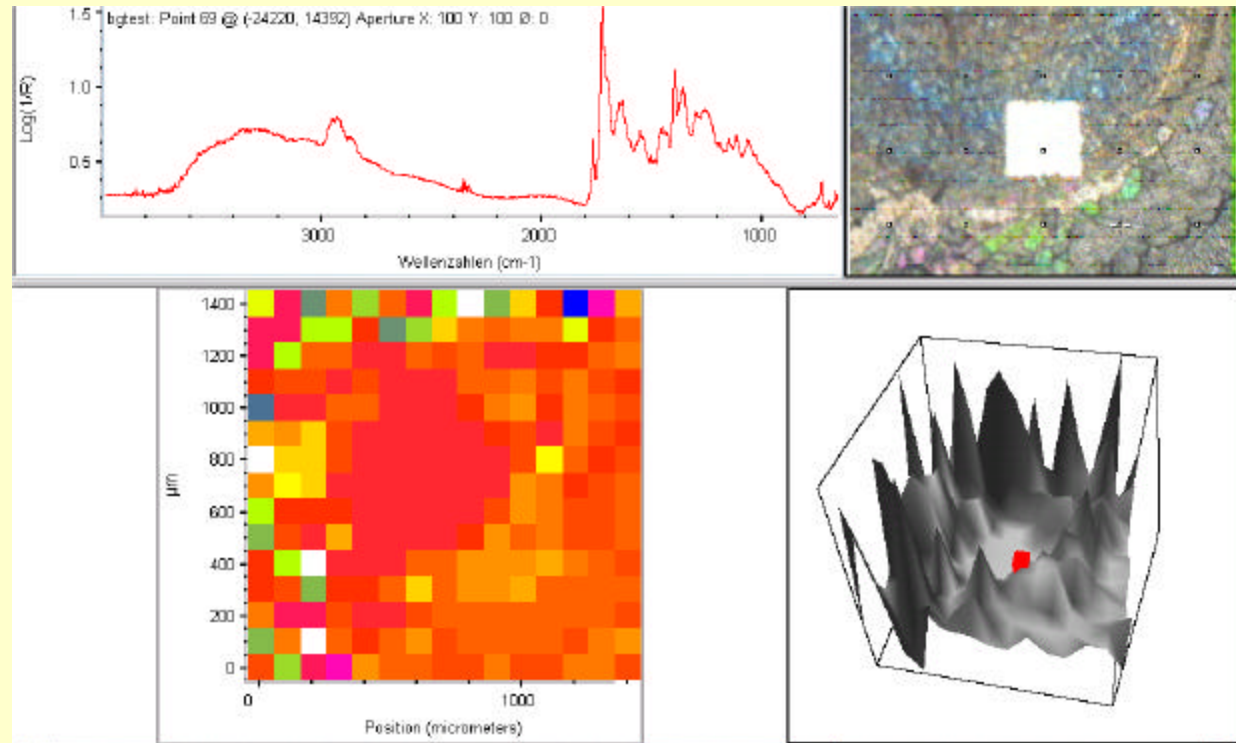 bgtest: Point 69 @ (-24220, 14392) Aperture X: 100 Y: 100 Ø: 0
1.5
1.0
0.5
Log(1/R)
3000 2000 1000
Wellenzahlen (cm-1)
1400
1200
1000
800
600
400
200
0
µm
0 1000
Position (micrometers)